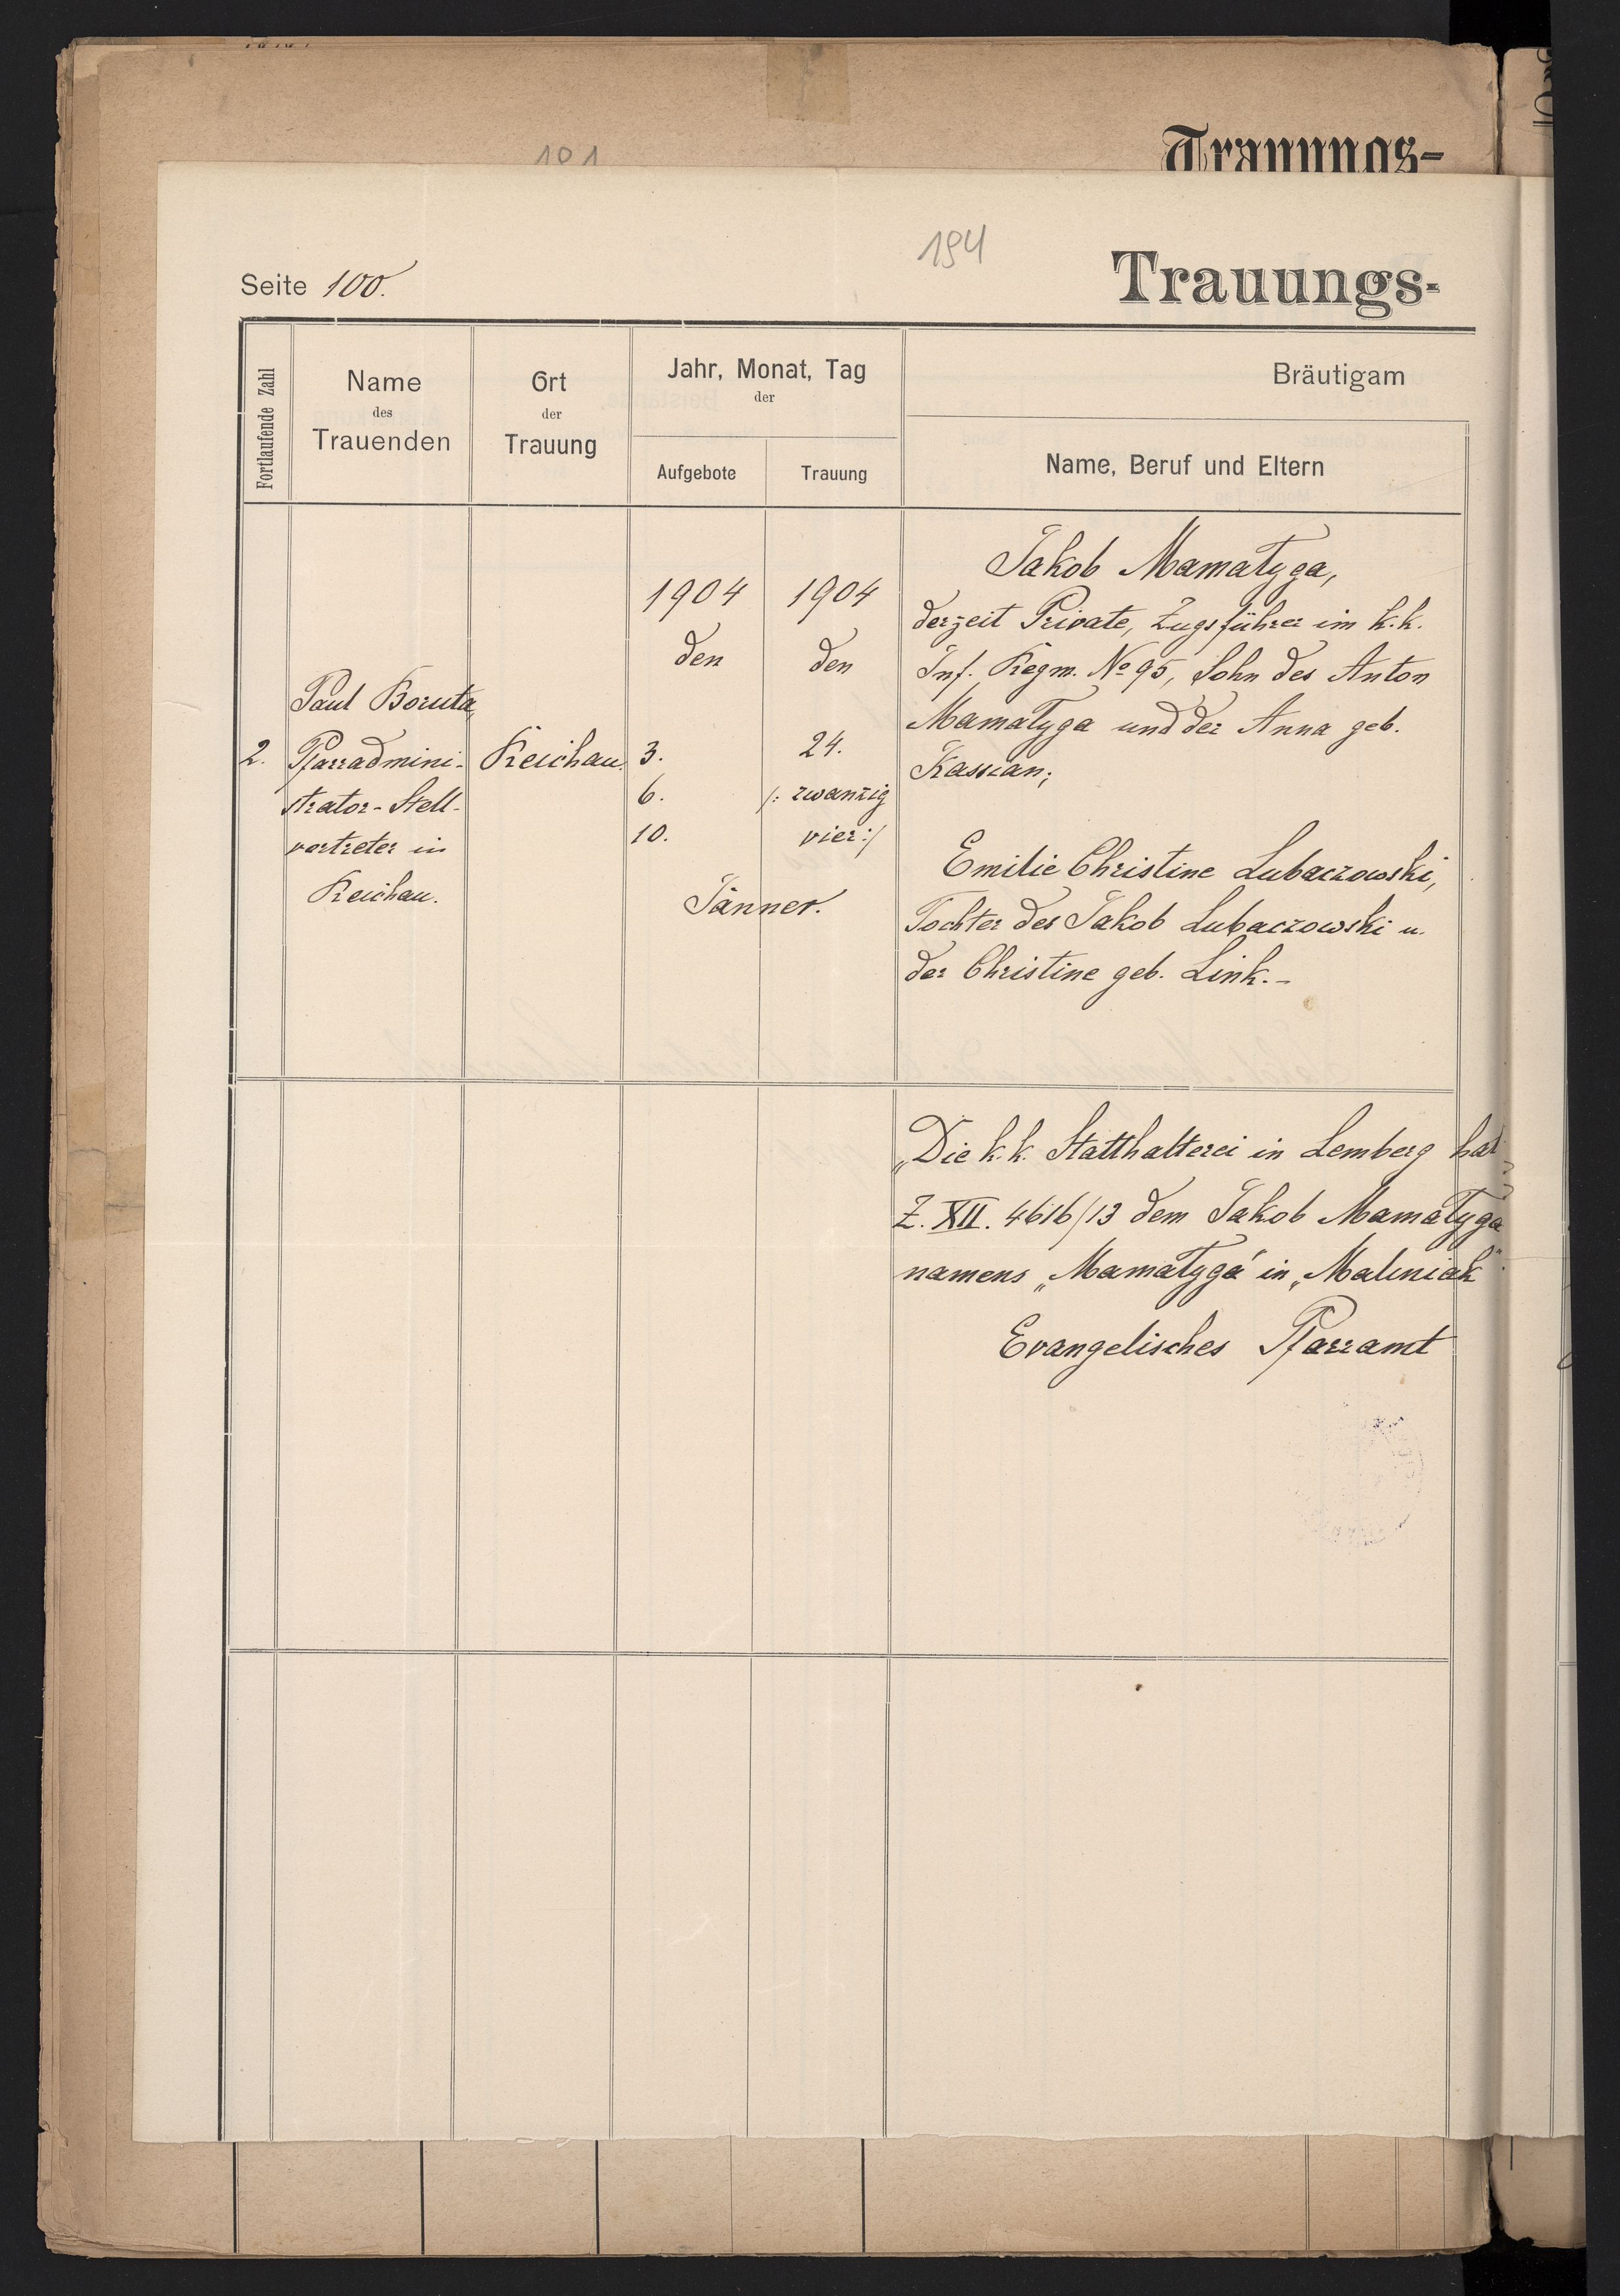 101
Trauungs-
194
Seite 100.
Trauungs-
Fortlaufende Zahl
Name
des
Trauenden
Ort
der
Trauung
Jahr, Monat, Tag
der
Aufgebote
Trauung
Bräutigam
Name, Beruf und Eltern
2.
Paul Boruta,
Pfarradmini-
strator-Stell-
vertreter in
Reichau.
Reichau.
1904
den
3.
6.
10.
1904
den
24.
/: zwanzig
vier :/
Jänner.
Jakob Mamatyga,
derzeit Private, Zugsführer im k. k.
Inf. Regm. No 95, Sohn des Anton
Mamatyga und der Anna geb.
Kassian;
Emilie Christine Lubaczowski,
Tochter des Jakob Lubaczowski u.
der Christine geb. Link.-
„Die k. k. Statthalterei in Lemberg hat
Z. XII. 4616/13 dem Jakob Mamatyga
namens „Mamatyga" in „Maliniak".
Evangelisches Pfarramt